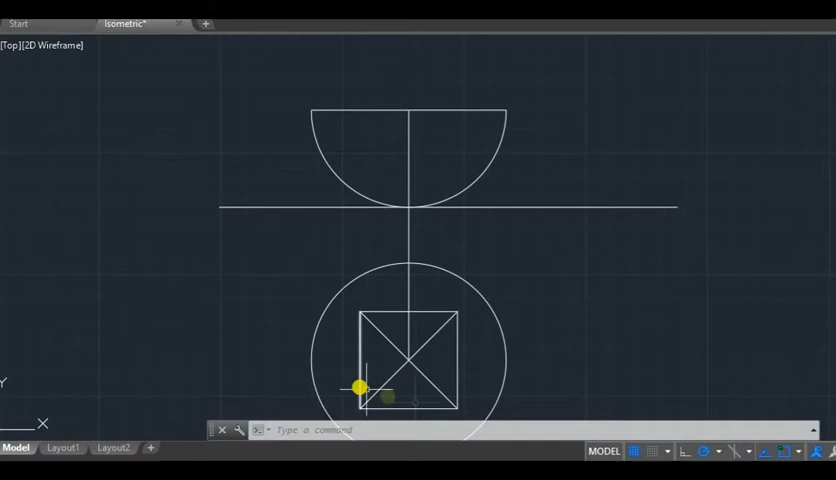 Start Isometric*
[Top][2D Wireframe]
Y
X
Type a command
Model Layout1 Layout2 MODEL